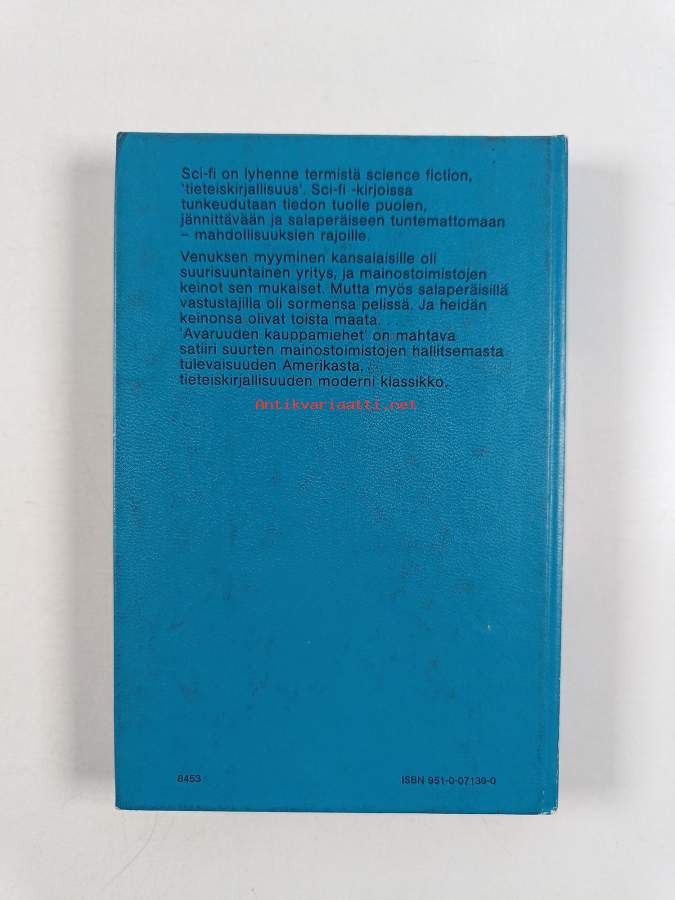 Sci-fi on lyhenne termistä science fiction,
'tieteiskirjallisuus'. Sci-fi -kirjoissa
tunkeudutaan tiedon tuolle puolen,
jännittävään ja salaperäiseen tuntemattomaan
– mahdollisuuksien rajoille.
Venuksen myyminen kansalaisille oli
suurisuuntainen yritys, ja mainostoimistojen
keinot sen mukaiset. Mutta myös salaperäisillä
vastustajilla oli sormensa pelissä. Ja heidän
keinonsa olivat toista maata. . .
'Avaruuden kauppamiehet' on mahtava
satiiri suurten mainostoimistojen hallitsemasta
tulevaisuuden Amerikasta,
tieteiskirjallisuuden moderni klassikko.
Antikvariaatti.net
8453 ISBN 951-0-07139-0